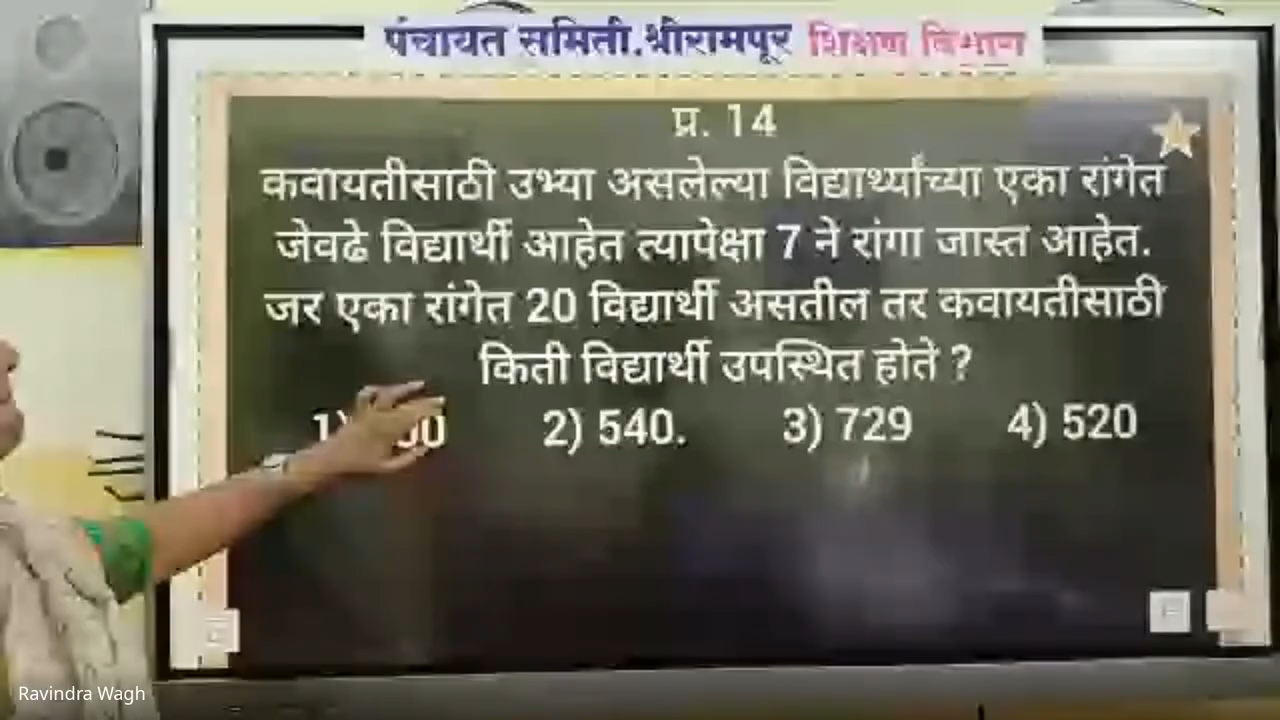 पंचायत समिती.श्रीरामपूर शिक्षण विभाग
प्र. 14
कवायतीसाठी उभ्या असलेल्या विद्यार्थ्यांच्या एका रांगेत
जेवढे विद्यार्थी आहेत त्यापेक्षा 7 ने रांगा जास्त आहेत.
जर एका रांगेत 20 विद्यार्थी असतील तर कवायतीसाठी
किती विद्यार्थी उपस्थित होते ?
1) 2) 540. 3) 729 4) 520
Ravindra Wagh